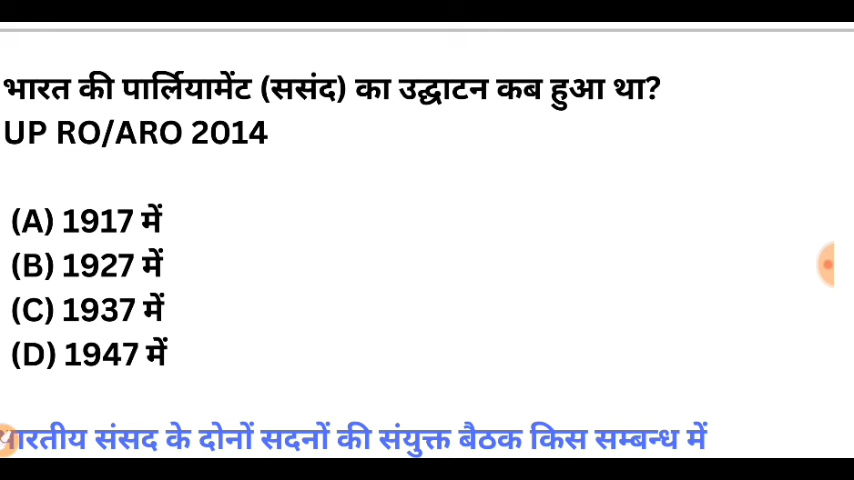 भारत की पार्लियामेंट (ससंद) का उद्घाटन कब हुआ था?
UP RO/ARO 2014
(A) 1917 में
(B) 1927 में
(C) 1937 में
(D) 1947 में
भारतीय संसद के दोनों सदनों की संयुक्त बैठक किस सम्बन्ध में